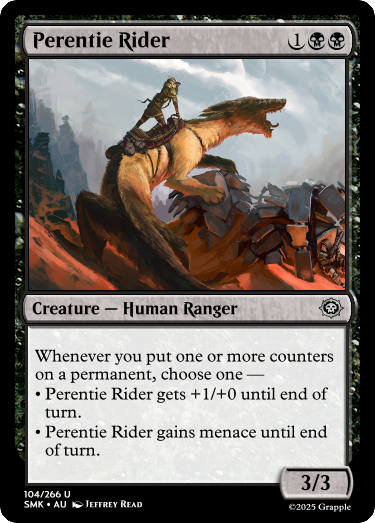 Perentie Rider 1
Creature — Human Ranger
Whenever you put one or more counters
on a permanent, choose one —
• Perentie Rider gets +1/+0 until end of
turn.
• Perentie Rider gains menace until end
of turn.
3/3
104/266 U
SMK • AU Jeffrey Read
©2025 Grapple